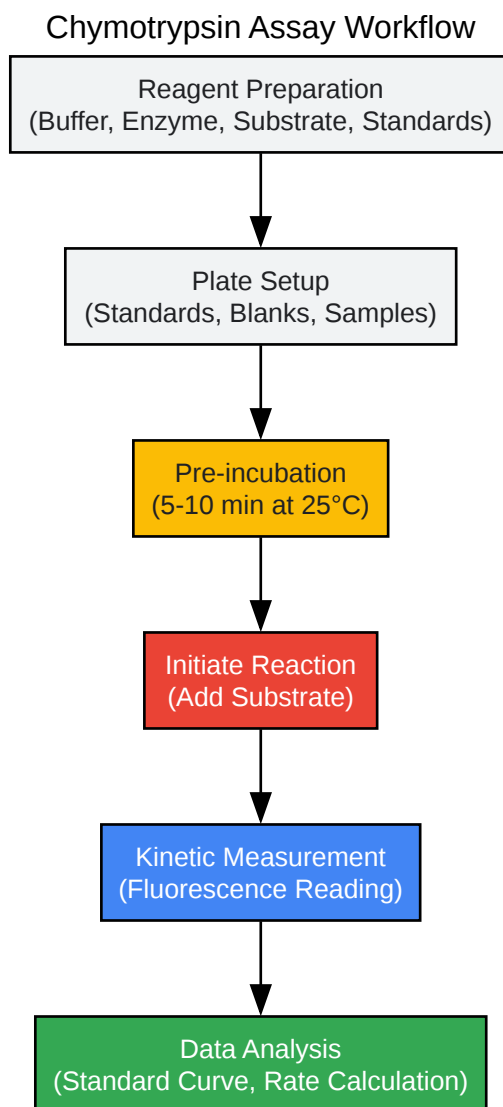 Chymotrypsin Assay Workflow
Reagent Preparation
(Buffer, Enzyme, Substrate, Standards)
Plate Setup
(Standards, Blanks, Samples)
Pre-incubation
(5-10 min at 25°C)
Initiate Reaction
(Add Substrate)
Kinetic Measurement
(Fluorescence Reading)
Data Analysis
(Standard Curve, Rate Calculation)